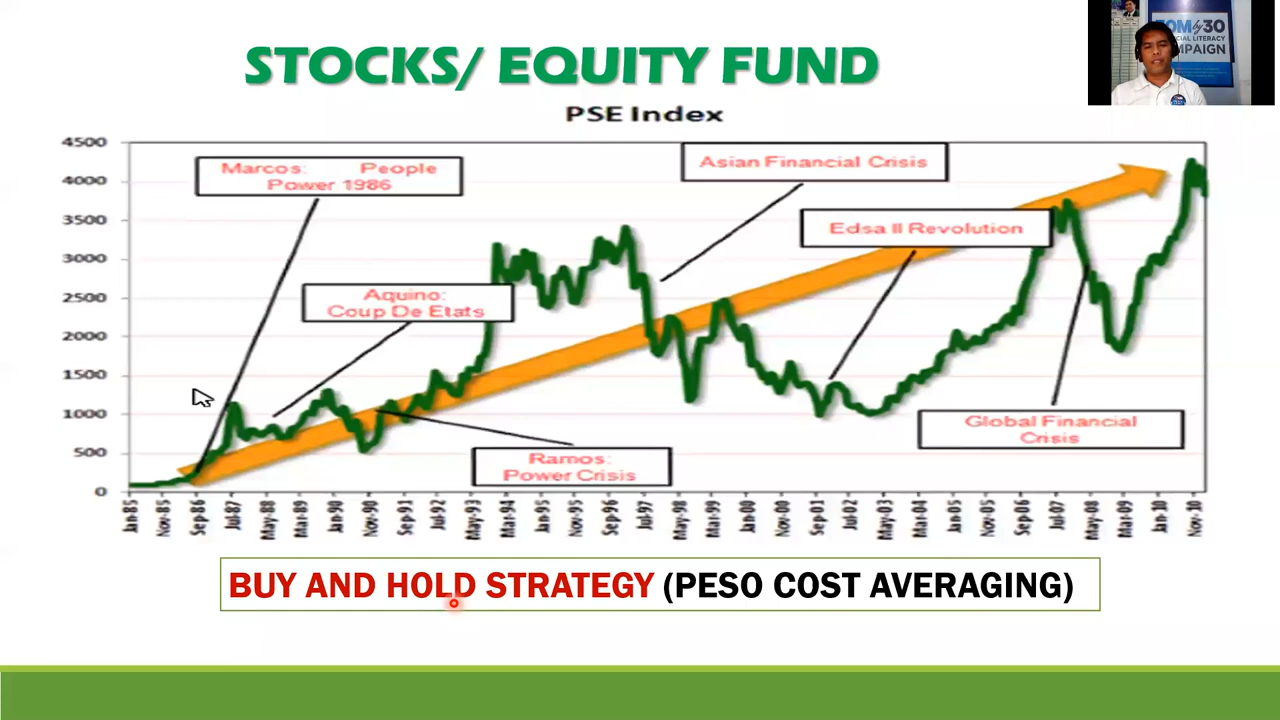 STOCKS/ EQUITY FUND
PSE Index
4500
4000
3500
3000
2500
2000
1500
1000
500
0
Marcos: People
Power 1986
Asian Financial Crisis
Edsa II Revolution
Aquino:
Coup De Etats
Ramos:
Power Crisis
Global Financial
Crisis
Jan-85
Nov-85
Sep-86
Jul-87
May-88
Mar-89
Jan-90
Nov-90
Sep-91
Jul-92
May-93
Mar-94
Jan-95
Nov-95
Sep-96
Jul-97
May-98
Mar-99
Jan-00
Nov-00
Sep-01
Jul-02
May-03
Mar-04
Jan-05
Nov-05
Sep-06
Jul-07
May-08
Mar-09
Jan-10
Nov-10
BUY AND HOLD STRATEGY (PESO COST AVERAGING)
by30
LITERACY